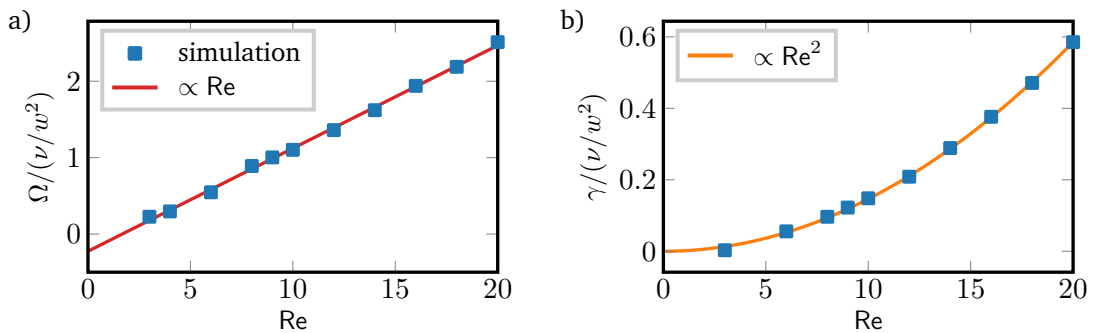 a)
simulation
∝ Re
Ω/(ν/w²)
2
1
0
0 5 10 15 20
Re
b)
∝ Re²
γ/(ν/w²)
0.6
0.4
0.2
0
0 5 10 15 20
Re